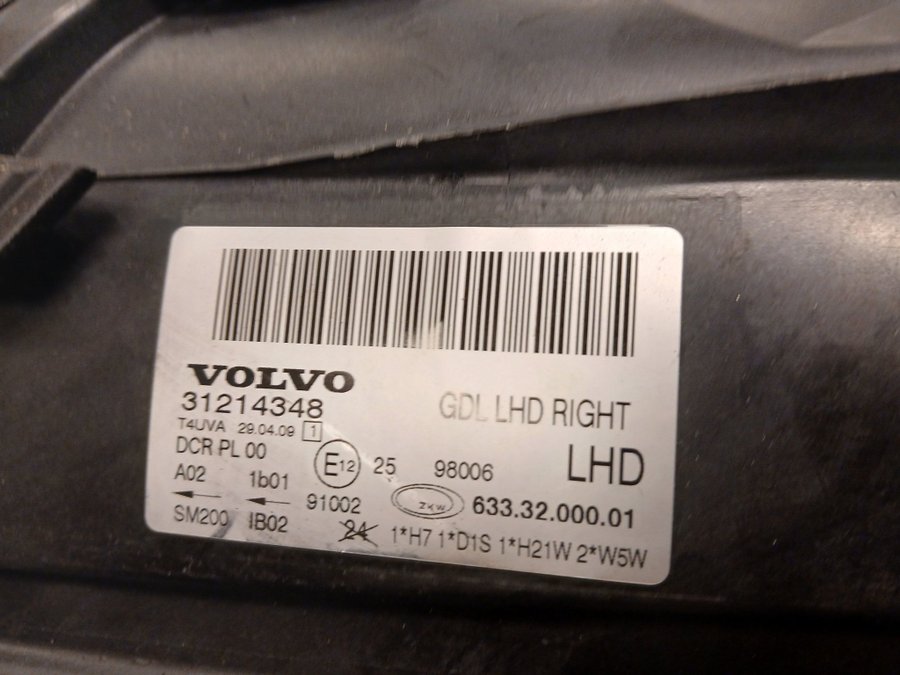 VOLVO
31214348
GDL LHD RIGHT
T4UVA 29.04.09 1
DCR PL 00
E12 25 98006 LHD
A02 1b01
91002 ZKW 633.32.000.01
SM200 IB02
24 1*H7 1*D1S 1*H21W 2*W5W